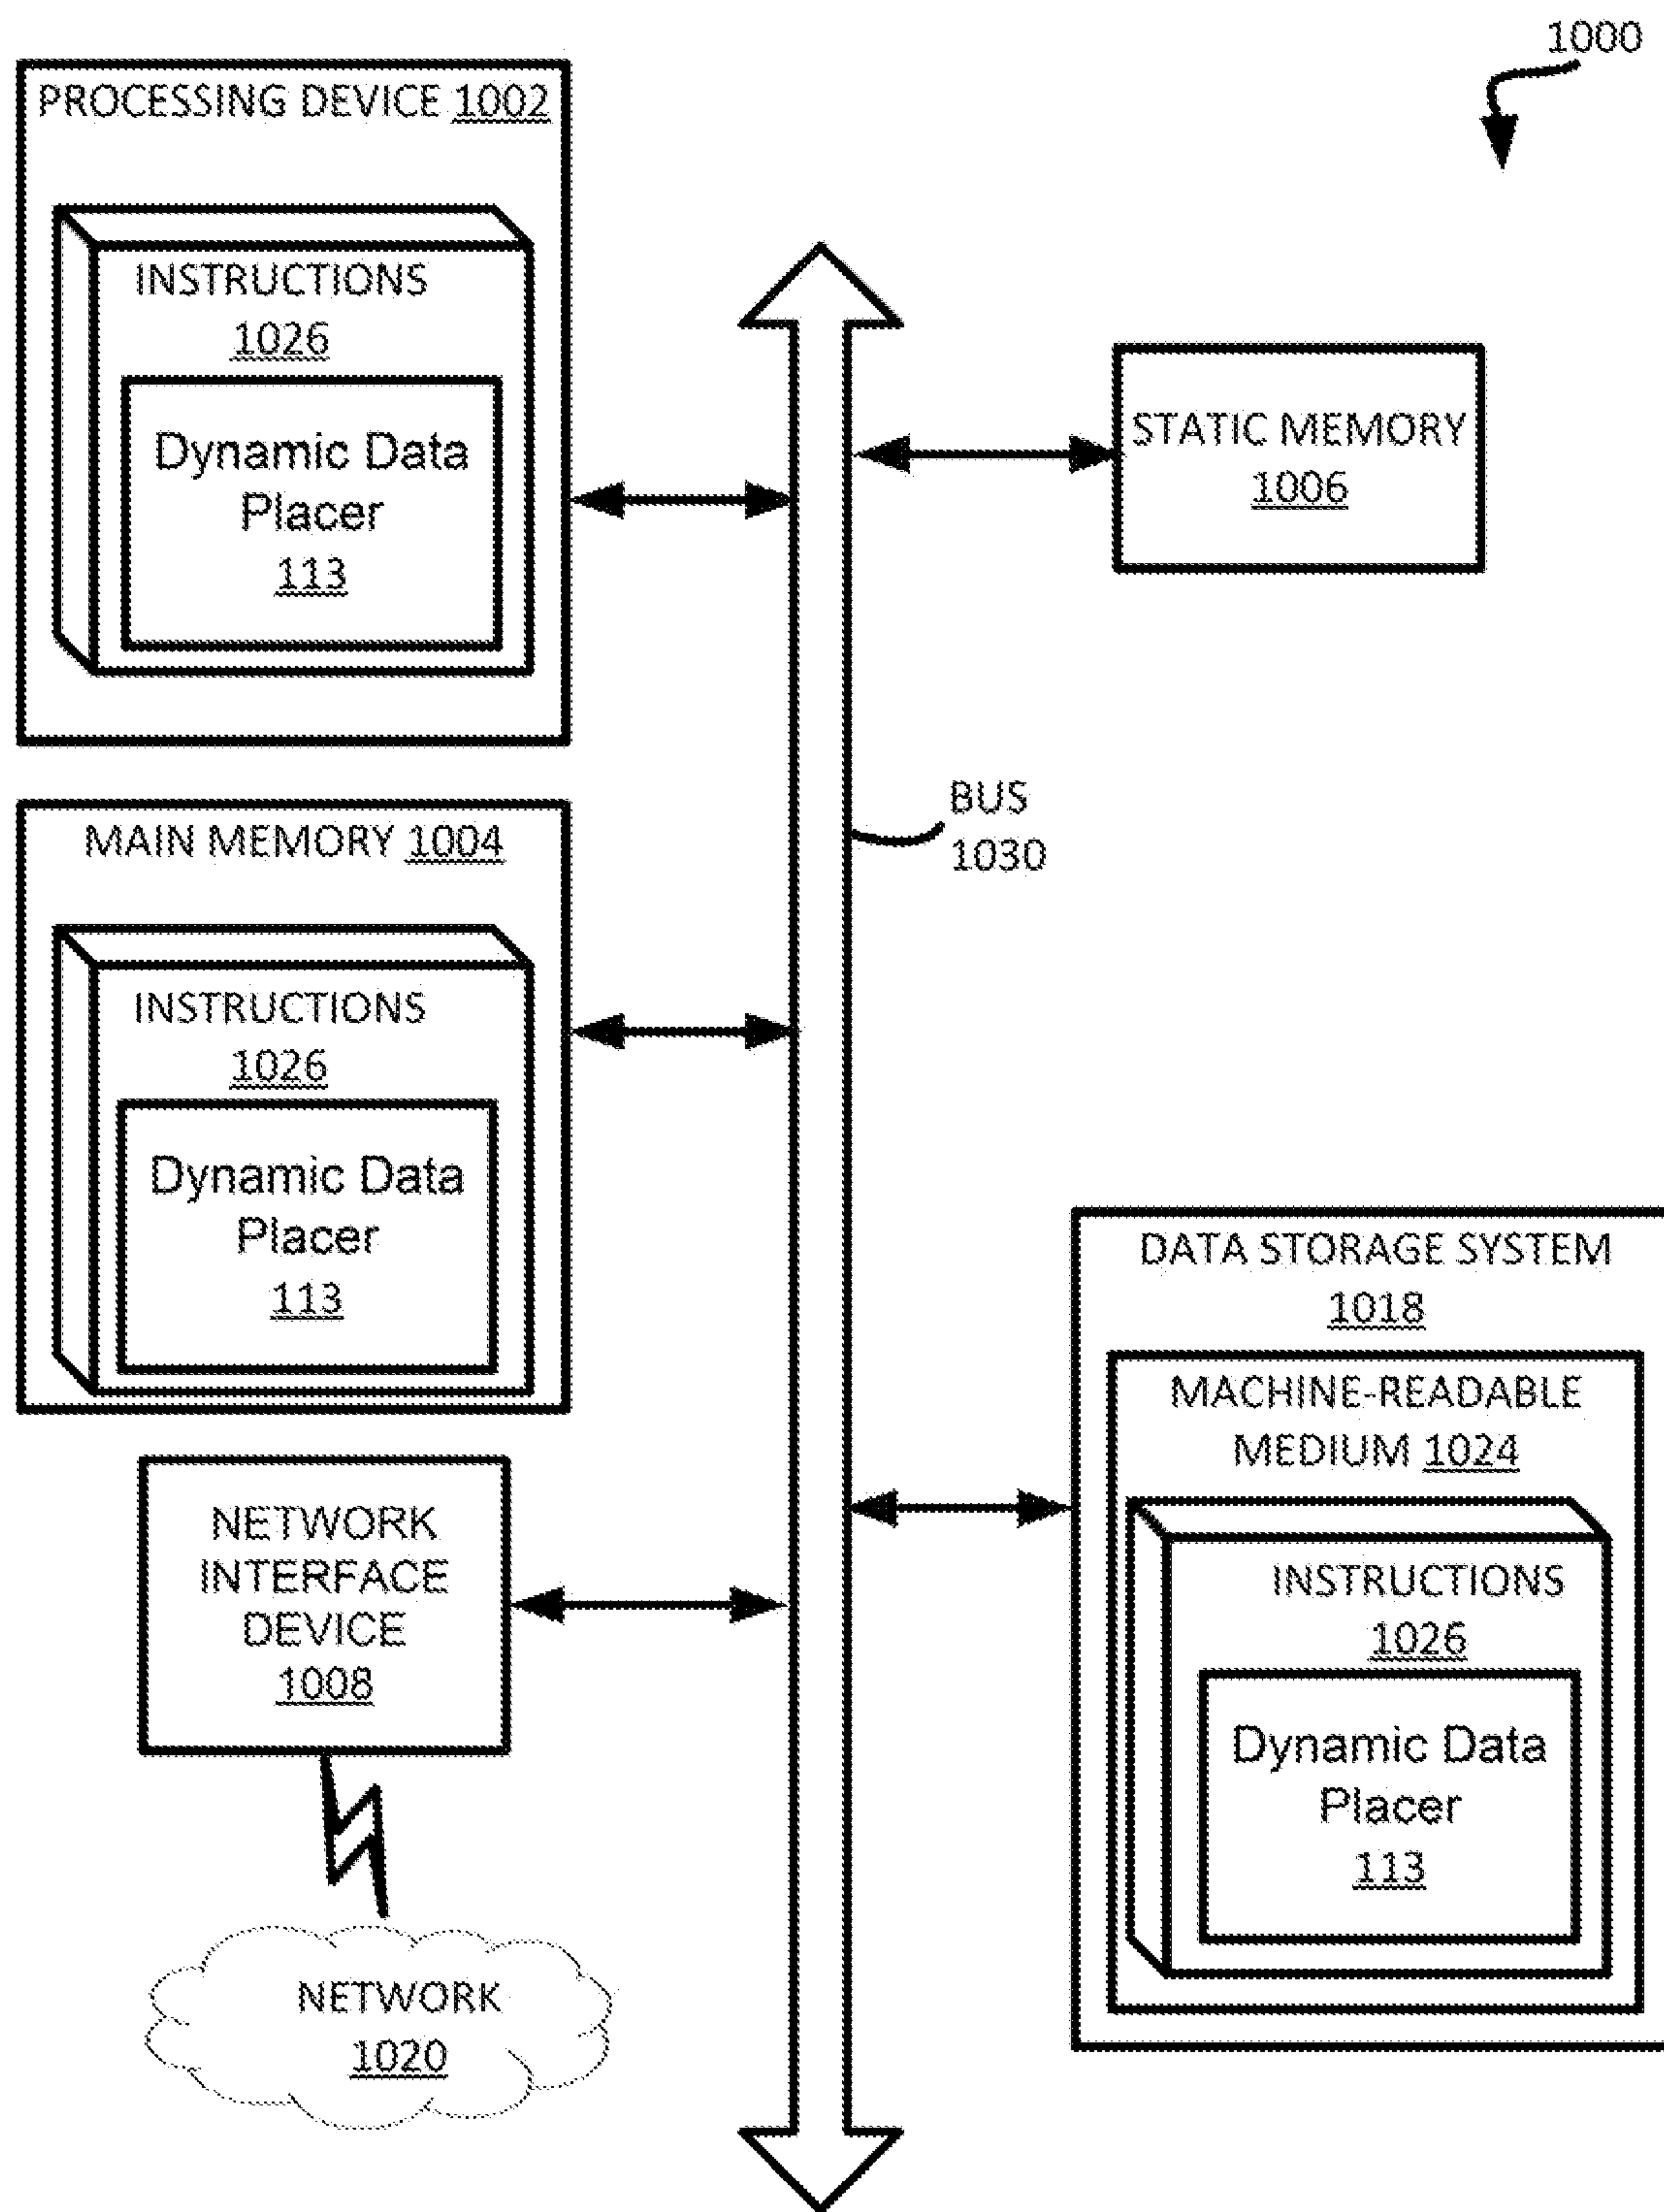 1000
PROCESSING DEVICE 1002
INSTRUCTIONS
1026
Dynamic Data
Placer
113
STATIC MEMORY
1006
BUS
1030
MAIN MEMORY 1004
INSTRUCTIONS
1026
Dynamic Data
Placer
113
DATA STORAGE SYSTEM
1018
MACHINE-READABLE
MEDIUM 1024
INSTRUCTIONS
1026
Dynamic Data
Placer
113
NETWORK
INTERFACE
DEVICE
1008
NETWORK
1020